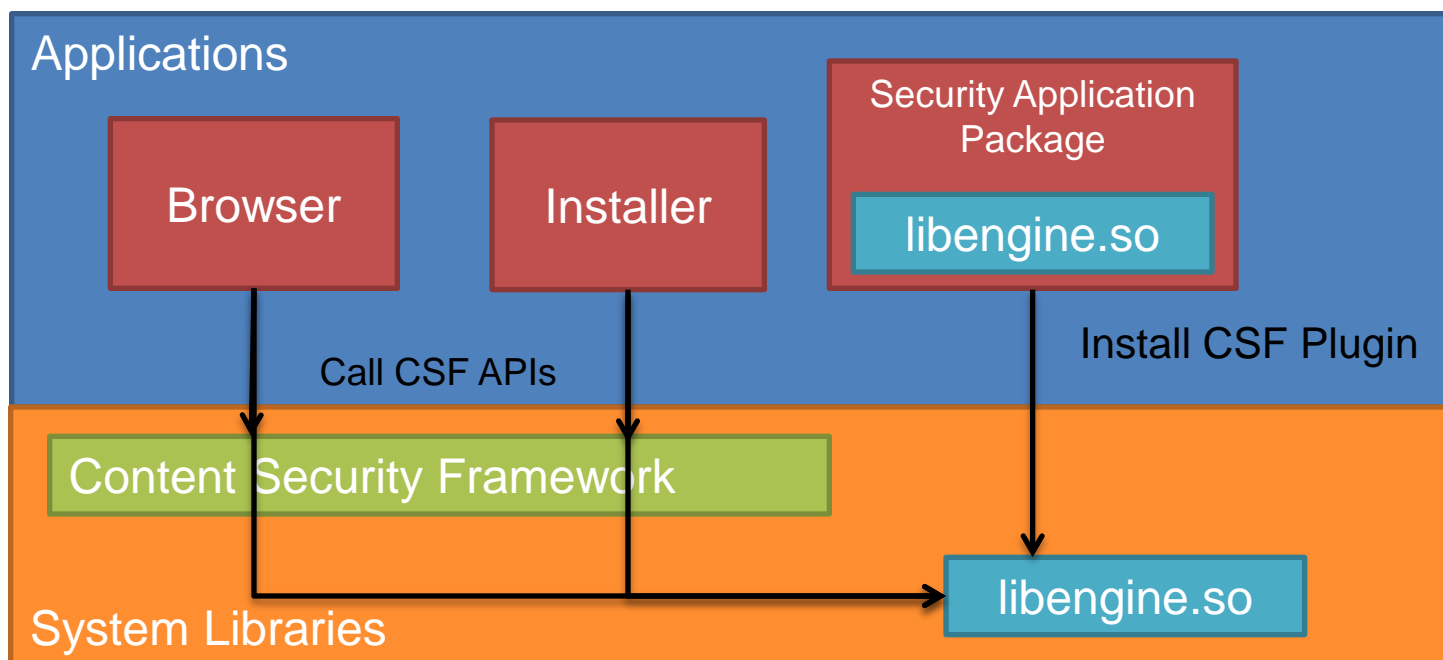 Applications
Security Application
Package
Browser
Installer
libengine.so
Install CSF Plugin
Call CSF APIs
Content Security Framework
libengine.so
System Libraries